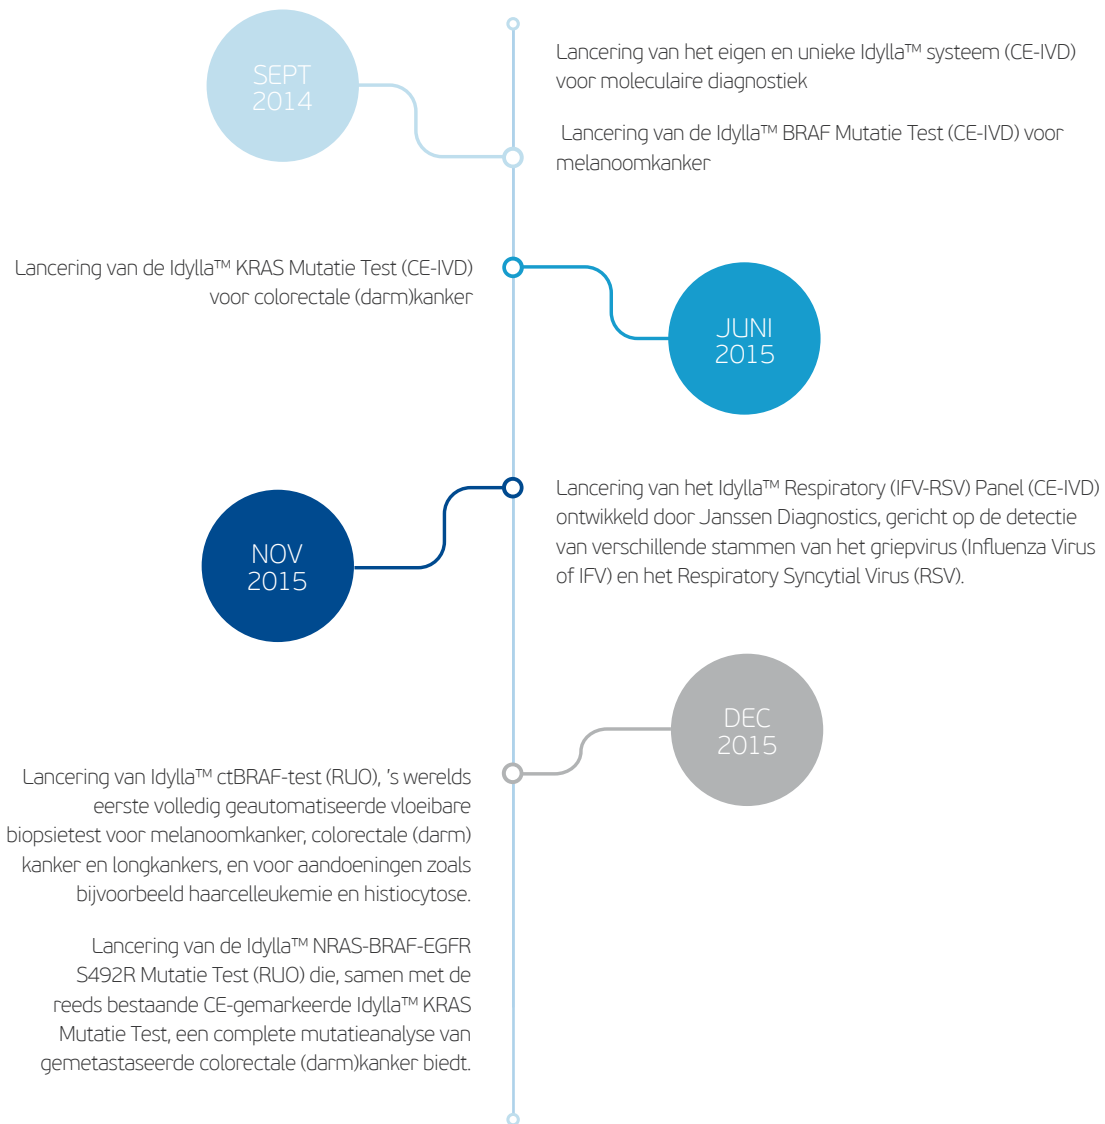 SEPT
2014
Lancering van het eigen en unieke Idylla™ systeem (CE-IVD)
voor moleculaire diagnostiek
Lancering van de Idylla™ BRAF Mutatie Test (CE-IVD) voor
melanoomkanker
Lancering van de Idylla™ KRAS Mutatie Test (CE-IVD)
voor colorectale (darm)kanker
JUNI
2015
NOV
2015
Lancering van het Idylla™ Respiratory (IFV-RSV) Panel (CE-IVD)
ontwikkeld door Janssen Diagnostics, gericht op de detectie
van verschillende stammen van het griepvirus (Influenza Virus
of IFV) en het Respiratory Syncytial Virus (RSV).
DEC
2015
Lancering van Idylla™ ctBRAF-test (RUO), 's werelds
eerste volledig geautomatiseerde vloeibare
biopsietest voor melanoomkanker, colorectale (darm)
kanker en longkankers, en voor aandoeningen zoals
bijvoorbeeld haarcelleukemie en histiocytose.
Lancering van de Idylla™ NRAS-BRAF-EGFR
S492R Mutatie Test (RUO) die, samen met de
reeds bestaande CE-gemarkeerde Idylla™ KRAS
Mutatie Test, een complete mutatieanalyse van
gemetastaseerde colorectale (darm)kanker biedt.